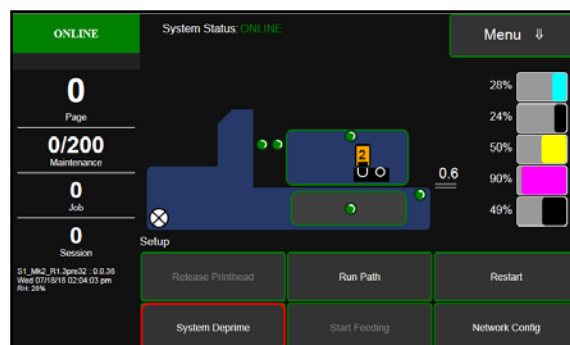 ONLINE
System Status: ONLINE
Menu
0
Page
0/200
Maintenance
0
Job
0
Session
S1_Mk2_R1.3pre32 : 0.0.36
Wed 07/18/18 02:04:03 pm
RH: 28%
28%
24%
50%
90%
49%
2
0.6
Setup
Release Printhead
Run Path
Restart
System Deprime
Start Feeding
Network Config